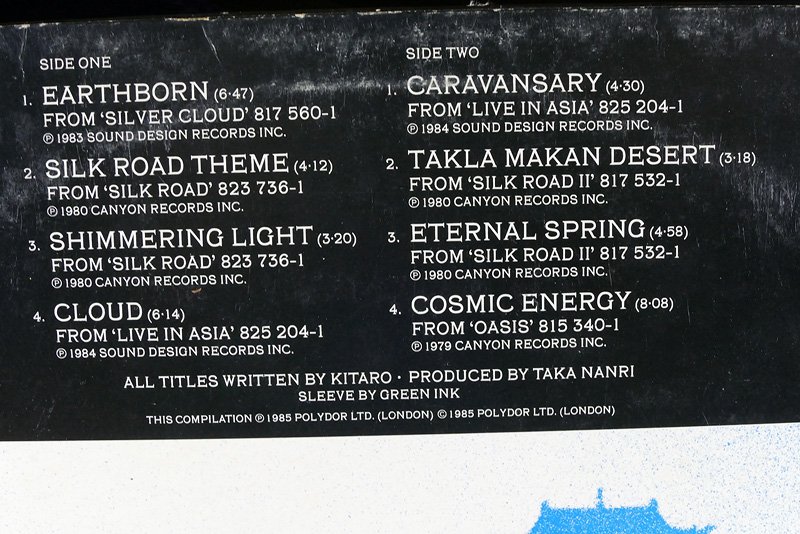 SIDE ONE
1. EARTHBORN (6·47)
FROM ‘SILVER CLOUD’ 817 560-1
℗ 1983 SOUND DESIGN RECORDS INC.
2. SILK ROAD THEME (4·12)
FROM ‘SILK ROAD’ 823 736-1
℗ 1980 CANYON RECORDS INC.
3. SHIMMERING LIGHT (3·20)
FROM ‘SILK ROAD’ 823 736-1
℗ 1980 CANYON RECORDS INC.
4. CLOUD (6·14)
FROM ‘LIVE IN ASIA’ 825 204-1
℗ 1984 SOUND DESIGN RECORDS INC.
SIDE TWO
1. CARAVANSARY (4·30)
FROM ‘LIVE IN ASIA’ 825 204-1
℗ 1984 SOUND DESIGN RECORDS INC.
2. TAKLA MAKAN DESERT (3·18)
FROM ‘SILK ROAD II’ 817 532-1
℗ 1980 CANYON RECORDS INC.
3. ETERNAL SPRING (4·58)
FROM ‘SILK ROAD II’ 817 532-1
℗ 1980 CANYON RECORDS INC.
4. COSMIC ENERGY (8·08)
FROM ‘OASIS’ 815 340-1
℗ 1979 CANYON RECORDS INC.
ALL TITLES WRITTEN BY KITARO · PRODUCED BY TAKA NANRI
SLEEVE BY GREEN INK
THIS COMPILATION ℗ 1985 POLYDOR LTD. (LONDON) © 1985 POLYDOR LTD. (LONDON)